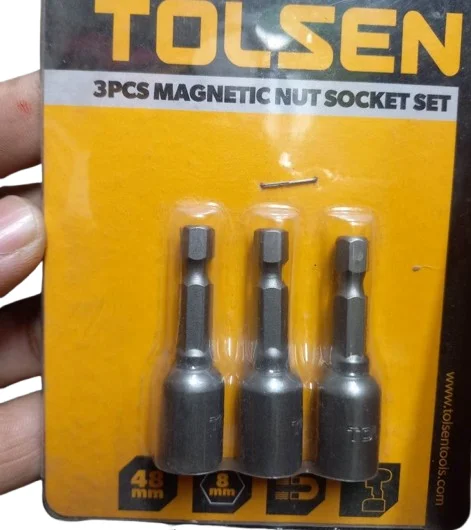 TOLSEN
3PCS MAGNETIC NUT SOCKET SET
www.tolsentools.com
48 mm
8 mm